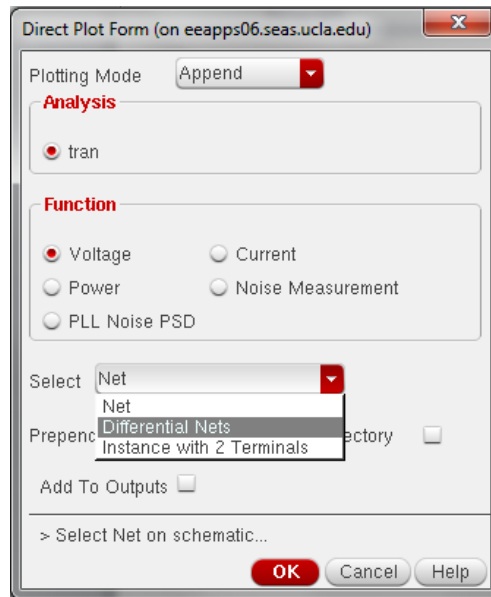 Direct Plot Form (on eeapps06.seas.ucla.edu)
Plotting Mode Append
Analysis
tran
Function
Voltage Current
Power Noise Measurement
PLL Noise PSD
Select Net
Net
Differential Nets
Instance with 2 Terminals
Add To Outputs
> Select Net on schematic...
OK Cancel Help